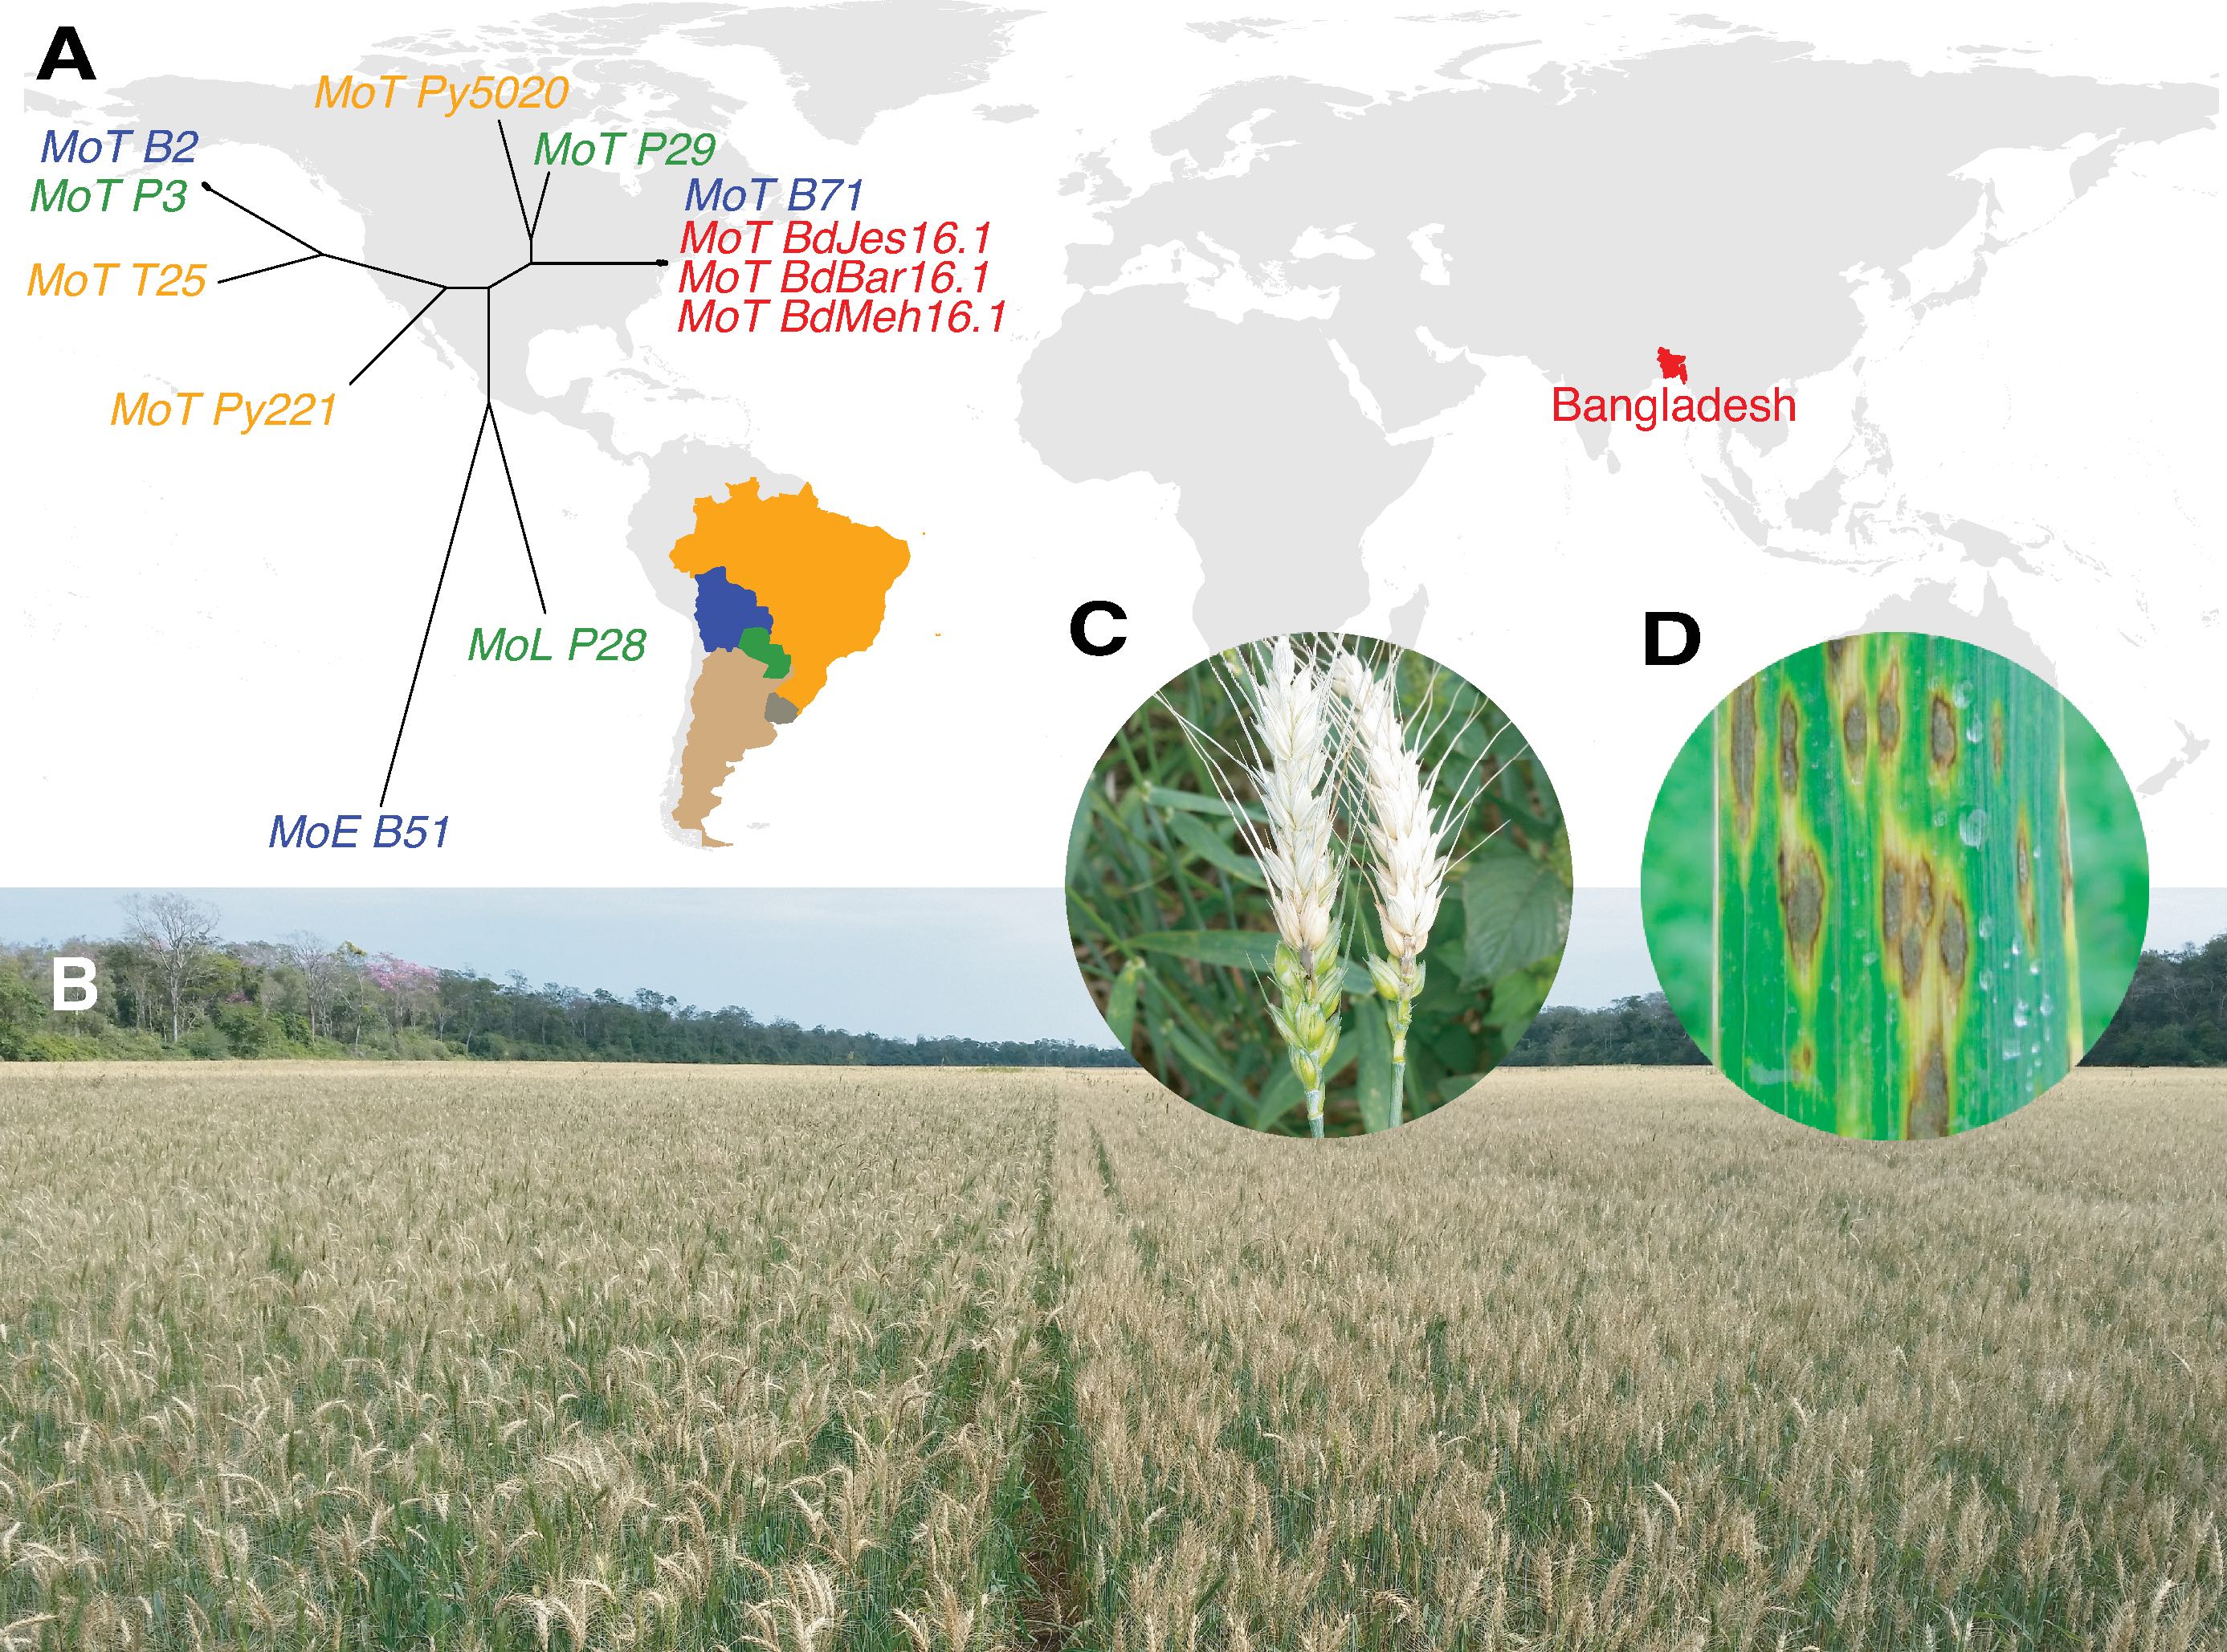 A
MoT Py5020
MoT B2
MoT P29
MoT P3
MoT B71
MoT BdJes16.1
MoT T25
MoT BdBar16.1
MoT BdMeh16.1
MoT Py221
Bangladesh
MoL P28
MoE B51
C
D
B